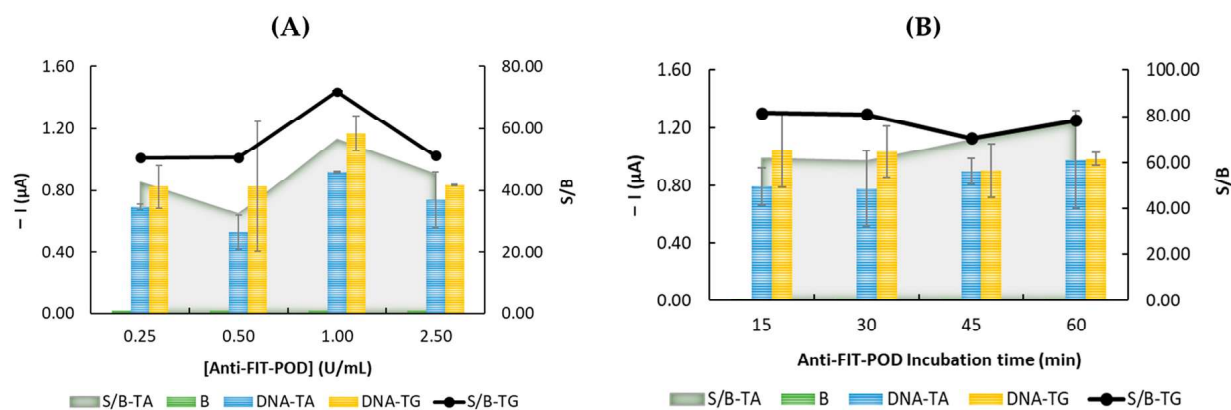 (A)
1.60
1.20
0.80
0.40
0.00
– I (µA)
80.00
60.00
40.00
20.00
0.00
S/B
0.25 0.50 1.00 2.50
[Anti-FIT-POD] (U/mL)
S/B-TA B DNA-TA DNA-TG S/B-TG
(B)
1.60
1.20
0.80
0.40
0.00
– I (µA)
100.00
80.00
60.00
40.00
20.00
0.00
S/B
15 30 45 60
Anti-FIT-POD Incubation time (min)
S/B-TA B DNA-TA DNA-TG S/B-TG